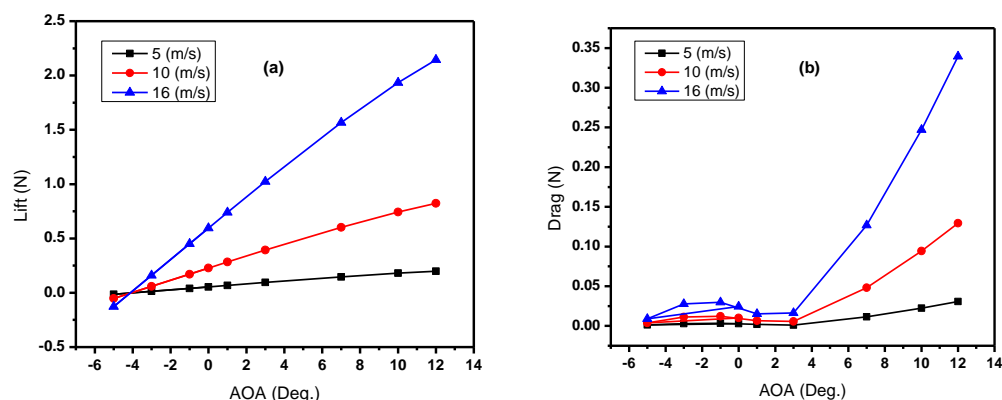 2.5
2.0
1.5
1.0
0.5
0.0
-0.5
Lift (N)
5 (m/s)
10 (m/s)
16 (m/s)
(a)
-6 -4 -2 0 2 4 6 8 10 12 14
AOA (Deg.)
0.35
0.30
0.25
0.20
0.15
0.10
0.05
0.00
Drag (N)
5 (m/s)
10 (m/s)
16 (m/s)
(b)
-6 -4 -2 0 2 4 6 8 10 12 14
AOA (Deg.)